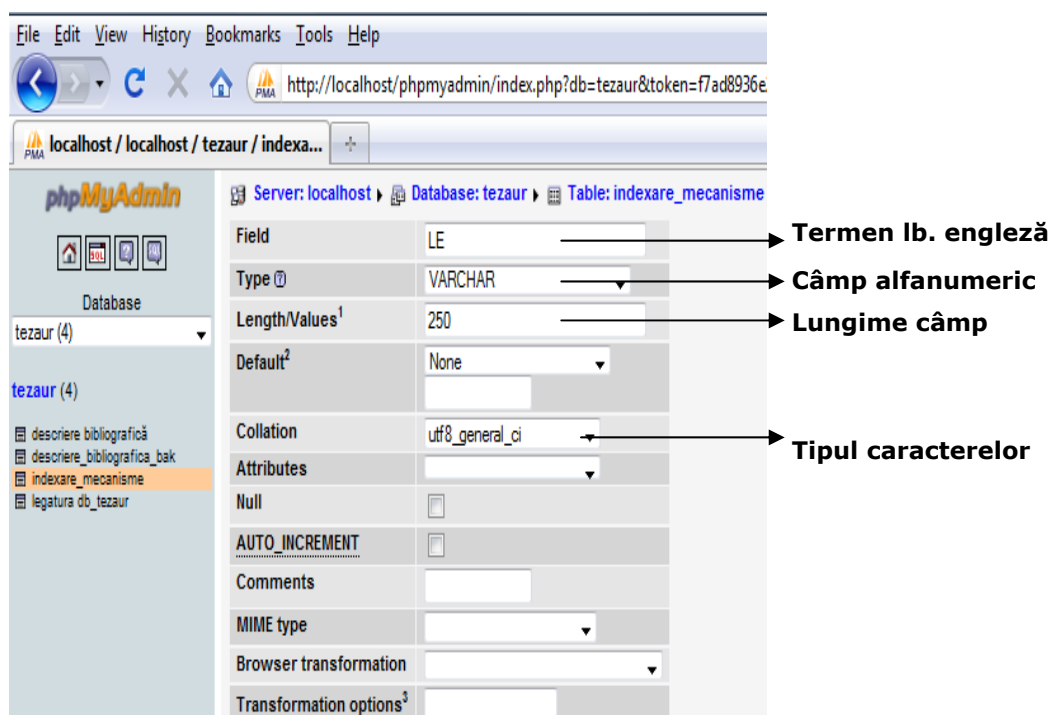 File Edit View History Bookmarks Tools Help
PMA http://localhost/phpmyadmin/index.php?db=tezaur&token=f7ad8936e
PMA localhost / localhost / tezaur / indexa...
phpMyAdmin
SQL
Database
tezaur (4)
tezaur (4)
descriere bibliografică
descriere_bibliografica_bak
indexare_mecanisme
legatura db_tezaur
Server: localhost Database: tezaur Table: indexare_mecanisme
Field LE Termen lb. engleză
Type VARCHAR Câmp alfanumeric
Length/Values1 250 Lungime câmp
Default2 None
Collation utf8_general_ci Tipul caracterelor
Attributes
Null
AUTO_INCREMENT
Comments
MIME type
Browser transformation
Transformation options3